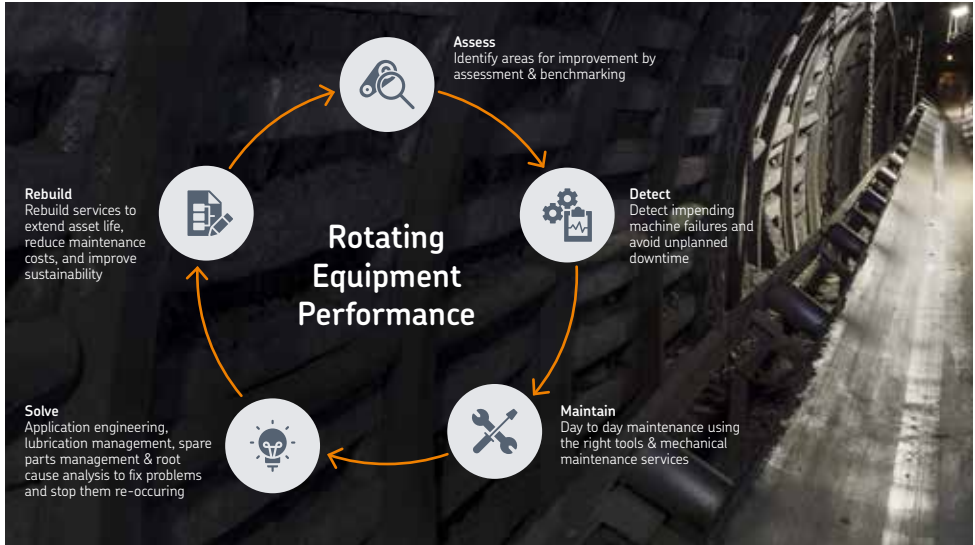 Assess
Identify areas for improvement by
assessment & benchmarking
Detect
Detect impending
machine failures and
avoid unplanned
downtime
Maintain
Day to day maintenance using
the right tools & mechanical
maintenance services
Solve
Application engineering,
lubrication management, spare
parts management & root
cause analysis to fix problems
and stop them re-occuring
Rebuild
Rebuild services to
extend asset life,
reduce maintenance
costs, and improve
sustainability
Rotating
Equipment
Performance